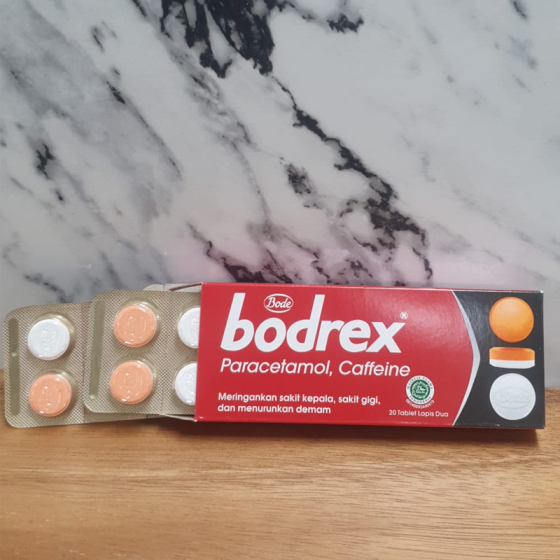 Bode
bodrex®
Paracetamol, Caffeine
Meringankan sakit kepala, sakit gigi,
dan menurunkan demam
20 Tablet Lapis Dua